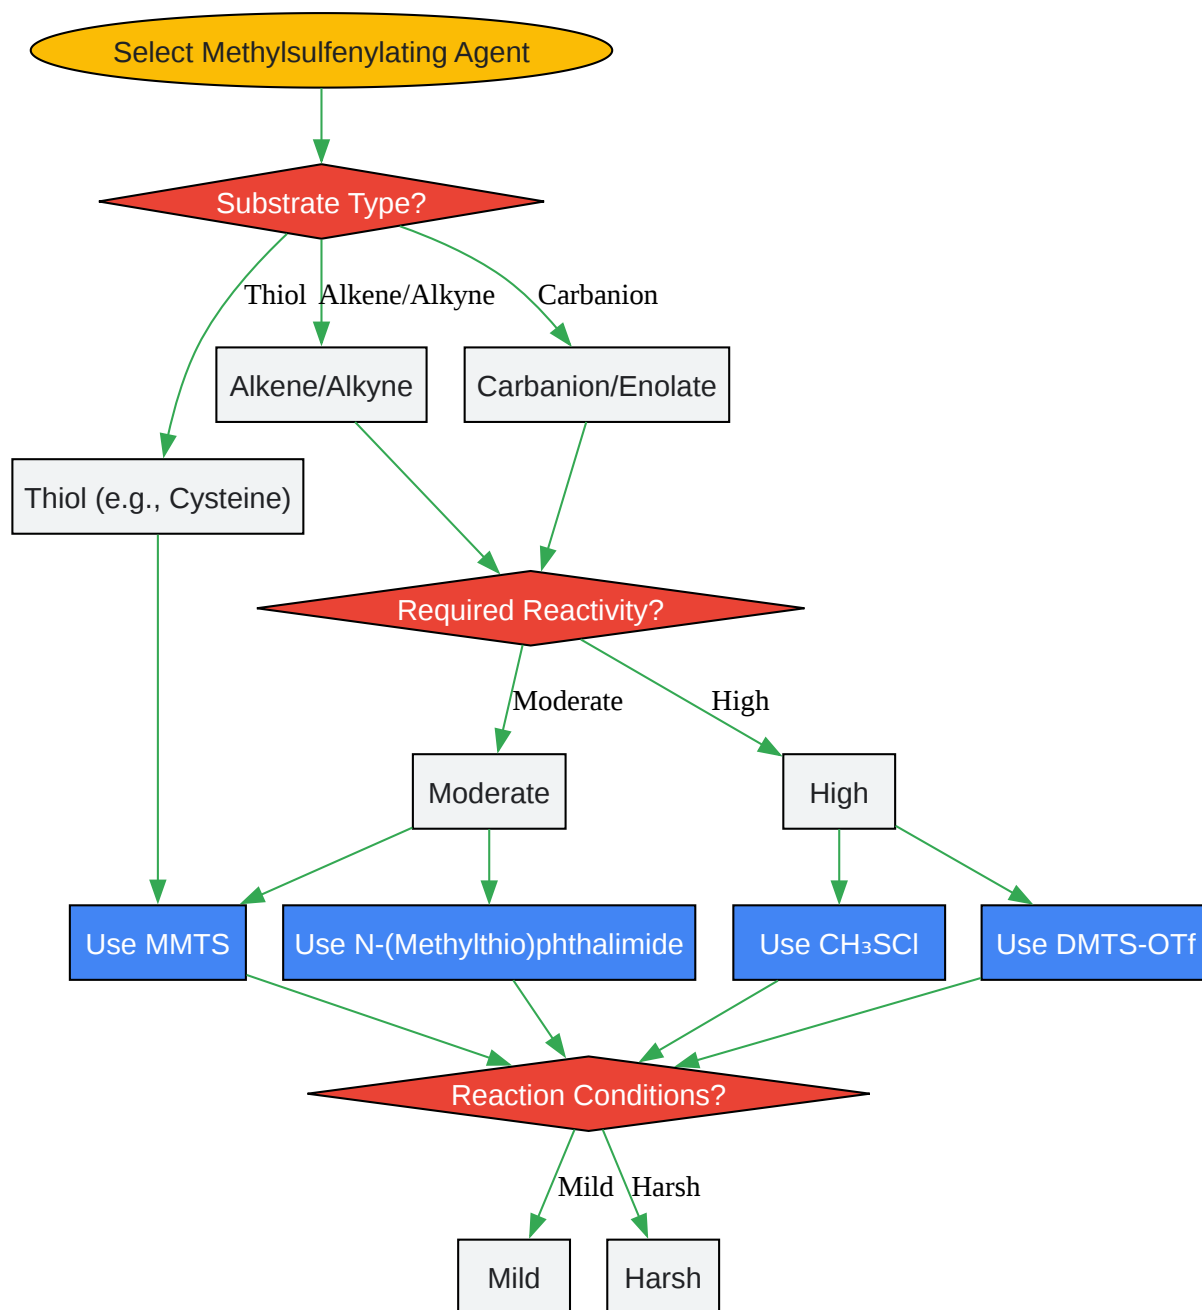 Select Methylsulfenylating Agent
Substrate Type?
Thiol
Alkene/Alkyne
Carbanion
Alkene/Alkyne
Carbanion/Enolate
Thiol (e.g., Cysteine)
Required Reactivity?
Moderate
High
Moderate
High
Use MMTS
Use N-(Methylthio)phthalimide
Use CH₃SCl
Use DMTS-OTf
Reaction Conditions?
Mild
Harsh
Mild
Harsh